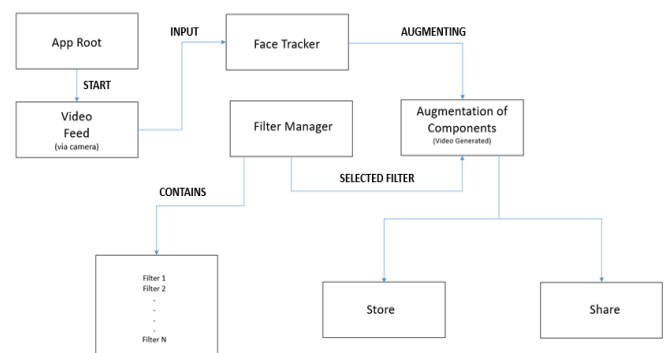 App Root
START
Video
Feed
(via camera)
INPUT
Face Tracker
AUGMENTING
Augmentation of
Components
(Video Generated)
Filter Manager
SELECTED FILTER
CONTAINS
Filter 1
Filter 2
.
.
.
.
Filter N
Store
Share